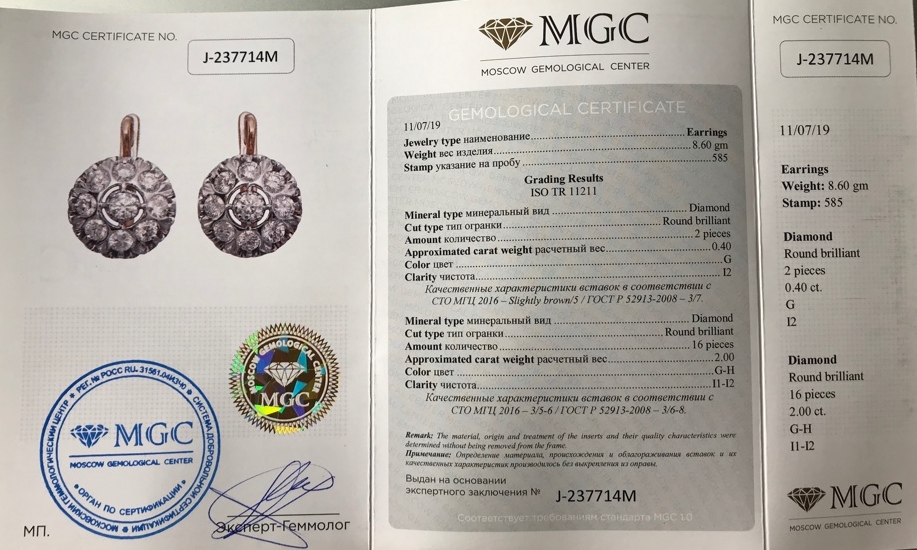 MGC CERTIFICATE NO.
J-237714M
MGC
MOSCOW GEMOLOGICAL CENTER
МОСКОВСКИЙ ГЕММОЛОГИЧЕСКИЙ ЦЕНТР
СИСТЕМА ДОБРОВОЛЬНОЙ СЕРТИФИКАЦИИ
ОРГАН ПО СЕРТИФИКАЦИИ
MOSCOW GEMOLOGICAL CENTER
MGC
МП.
Эксперт-Геммолог
MGC
MOSCOW GEMOLOGICAL CENTER
GEMOLOGICAL CERTIFICATE
11/07/19
Jewelry type наименование Earrings
Weight вес изделия 8.60 gm
Stamp указание на пробу 585
Grading Results
ISO TR 11211
Mineral type минеральный вид Diamond
Cut type тип огранки Round brilliant
Amount количество 2 pieces
Approximated carat weight расчетный вес 0.40
Color цвет G
Clarity чистота I2
Качественные характеристики вставок в соответствии с
СТО МГЦ 2016 – Slightly brown/5 / ГОСТ Р 52913-2008 – 3/7.
Mineral type минеральный вид Diamond
Cut type тип огранки Round brilliant
Amount количество 16 pieces
Approximated carat weight расчетный вес 2.00
Color цвет G-H
Clarity чистота I1-I2
Качественные характеристики вставок в соответствии с
СТО МГЦ 2016 – 3/5-6 / ГОСТ Р 52913-2008 – 3/6-8.
Remark: The material, origin and treatment of the inserts and their quality characteristics were
determined without being removed from the frame.
Примечание: Определение материала, происхождения и облагораживания вставок и их
качественных характеристик производилось без выкрепления из оправы.
Выдан на основании
экспертного заключения № J-237714M
Соответствует требованиям стандарта MGC 1.0
MGC CERTIFICATE NO.
J-237714M
11/07/19
Earrings
Weight: 8.60 gm
Stamp: 585
Diamond
Round brilliant
2 pieces
0.40 ct.
G
I2
Diamond
Round brilliant
16 pieces
2.00 ct.
G-H
I1-I2
MGC
MOSCOW GEMOLOGICAL CENTER